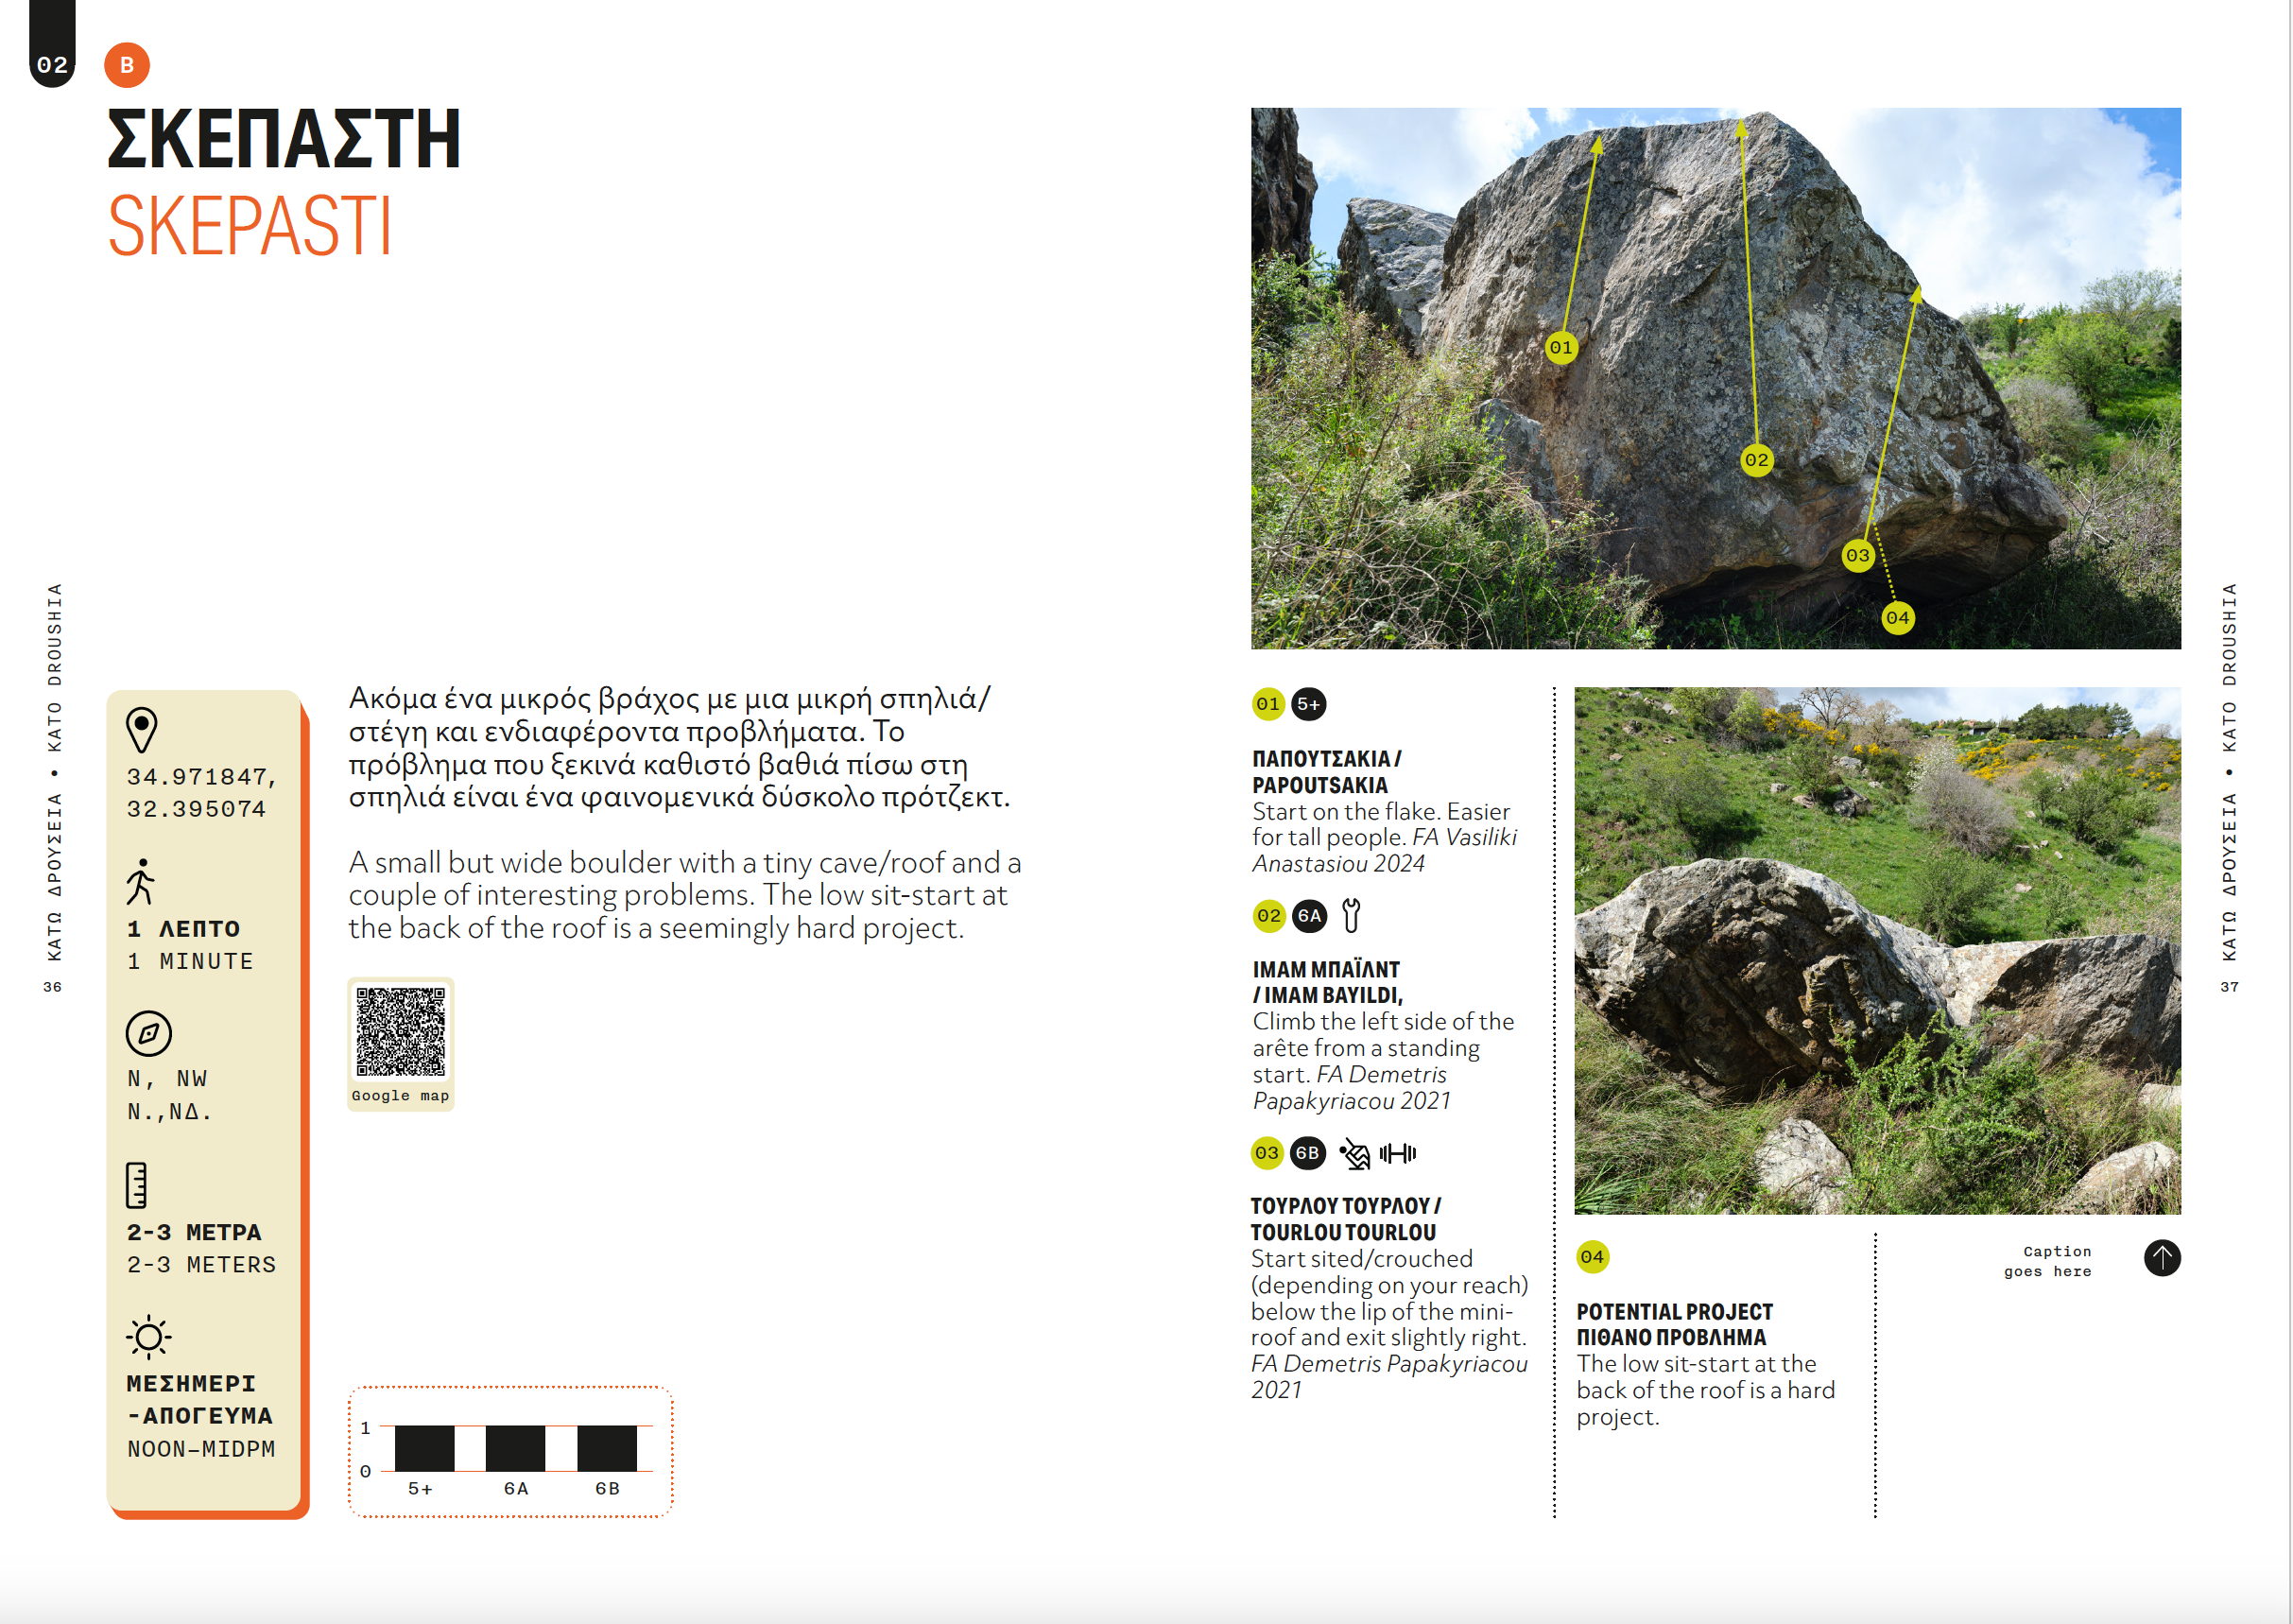 02
B
ΣΚΕΠΑΣΤΗ
SKEPASTI
34.971847,
32.395074
1 ΛΕΠΤΟ
1 MINUTE
N, NW
Ν.,ΝΔ.
2-3 ΜΕΤΡΑ
2-3 METERS
ΜΕΣΗΜΕΡΙ
-ΑΠΟΓΕΥΜΑ
NOON–MIDPM
Ακόμα ένα μικρός βράχος με μια μικρή σπηλιά/
στέγη και ενδιαφέροντα προβλήματα. Το
πρόβλημα που ξεκινά καθιστό βαθιά πίσω στη
σπηλιά είναι ένα φαινομενικά δύσκολο πρότζεκτ.
A small but wide boulder with a tiny cave/roof and a
couple of interesting problems. The low sit-start at
the back of the roof is a seemingly hard project.
Google map
1
0
5+ 6A 6B
ΚΑΤΩ ΔΡΟΥΣΕΙΑ • KATO DROUSHIA
36
01
02
03
04
01 5+
ΠΑΠΟΥΤΣΑΚΙΑ /
PAPOUTSAKIA
Start on the flake. Easier
for tall people. FA Vasiliki
Anastasiou 2024
02 6A
ΙΜΑΜ ΜΠΑΪΛΝΤ
/ IMAM BAYILDI,
Climb the left side of the
arête from a standing
start. FA Demetris
Papakyriacou 2021
03 6B
ΤΟΥΡΛΟΥ ΤΟΥΡΛΟΥ /
TOURLOU TOURLOU
Start sited/crouched
(depending on your reach)
below the lip of the mini-
roof and exit slightly right.
FA Demetris Papakyriacou
2021
04
POTENTIAL PROJECT
ΠΙΘΑΝΟ ΠΡΟΒΛΗΜΑ
The low sit-start at the
back of the roof is a hard
project.
Caption
goes here
ΚΑΤΩ ΔΡΟΥΣΕΙΑ • KATO DROUSHIA
37